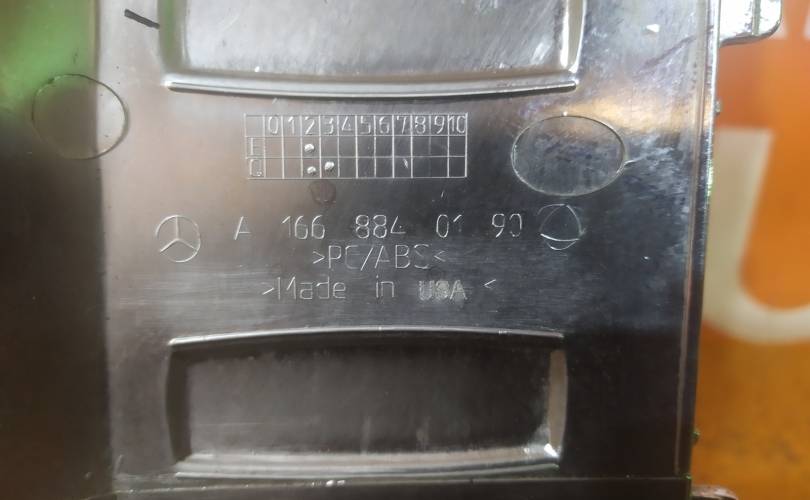 0 1 2 3 4 5 6 7 8 9 10
E
Q
A 166 884 01 90
>PC/ABS<
>Made in USA <